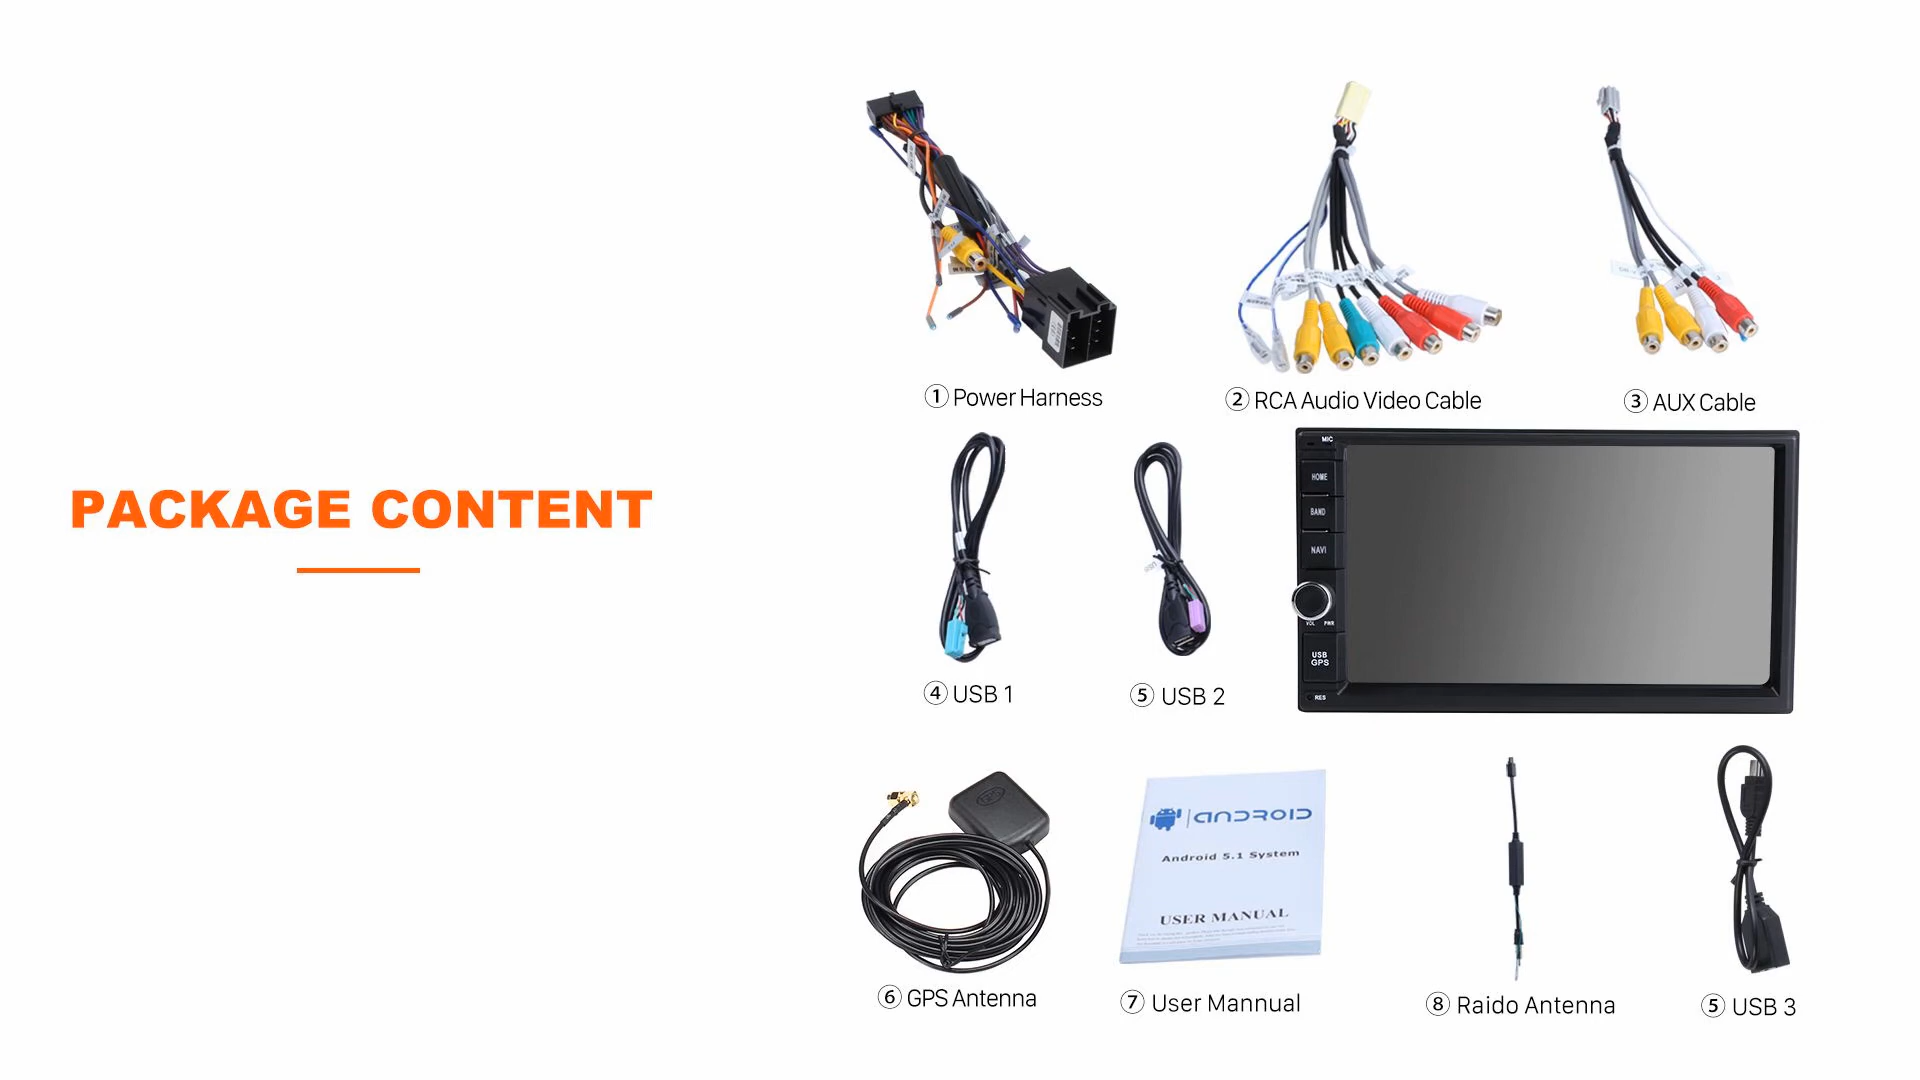 PACKAGE CONTENT
① Power Harness
② RCA Audio Video Cable
③ AUX Cable
④ USB 1
⑤ USB 2
MIC
HOME
BAND
NAVI
VOL PWR
USB
GPS
RES
GPS
ANDROID
Android 5.1 System
USER MANUAL
⑥ GPS Antenna
⑦ User Mannual
⑧ Raido Antenna
⑤ USB 3